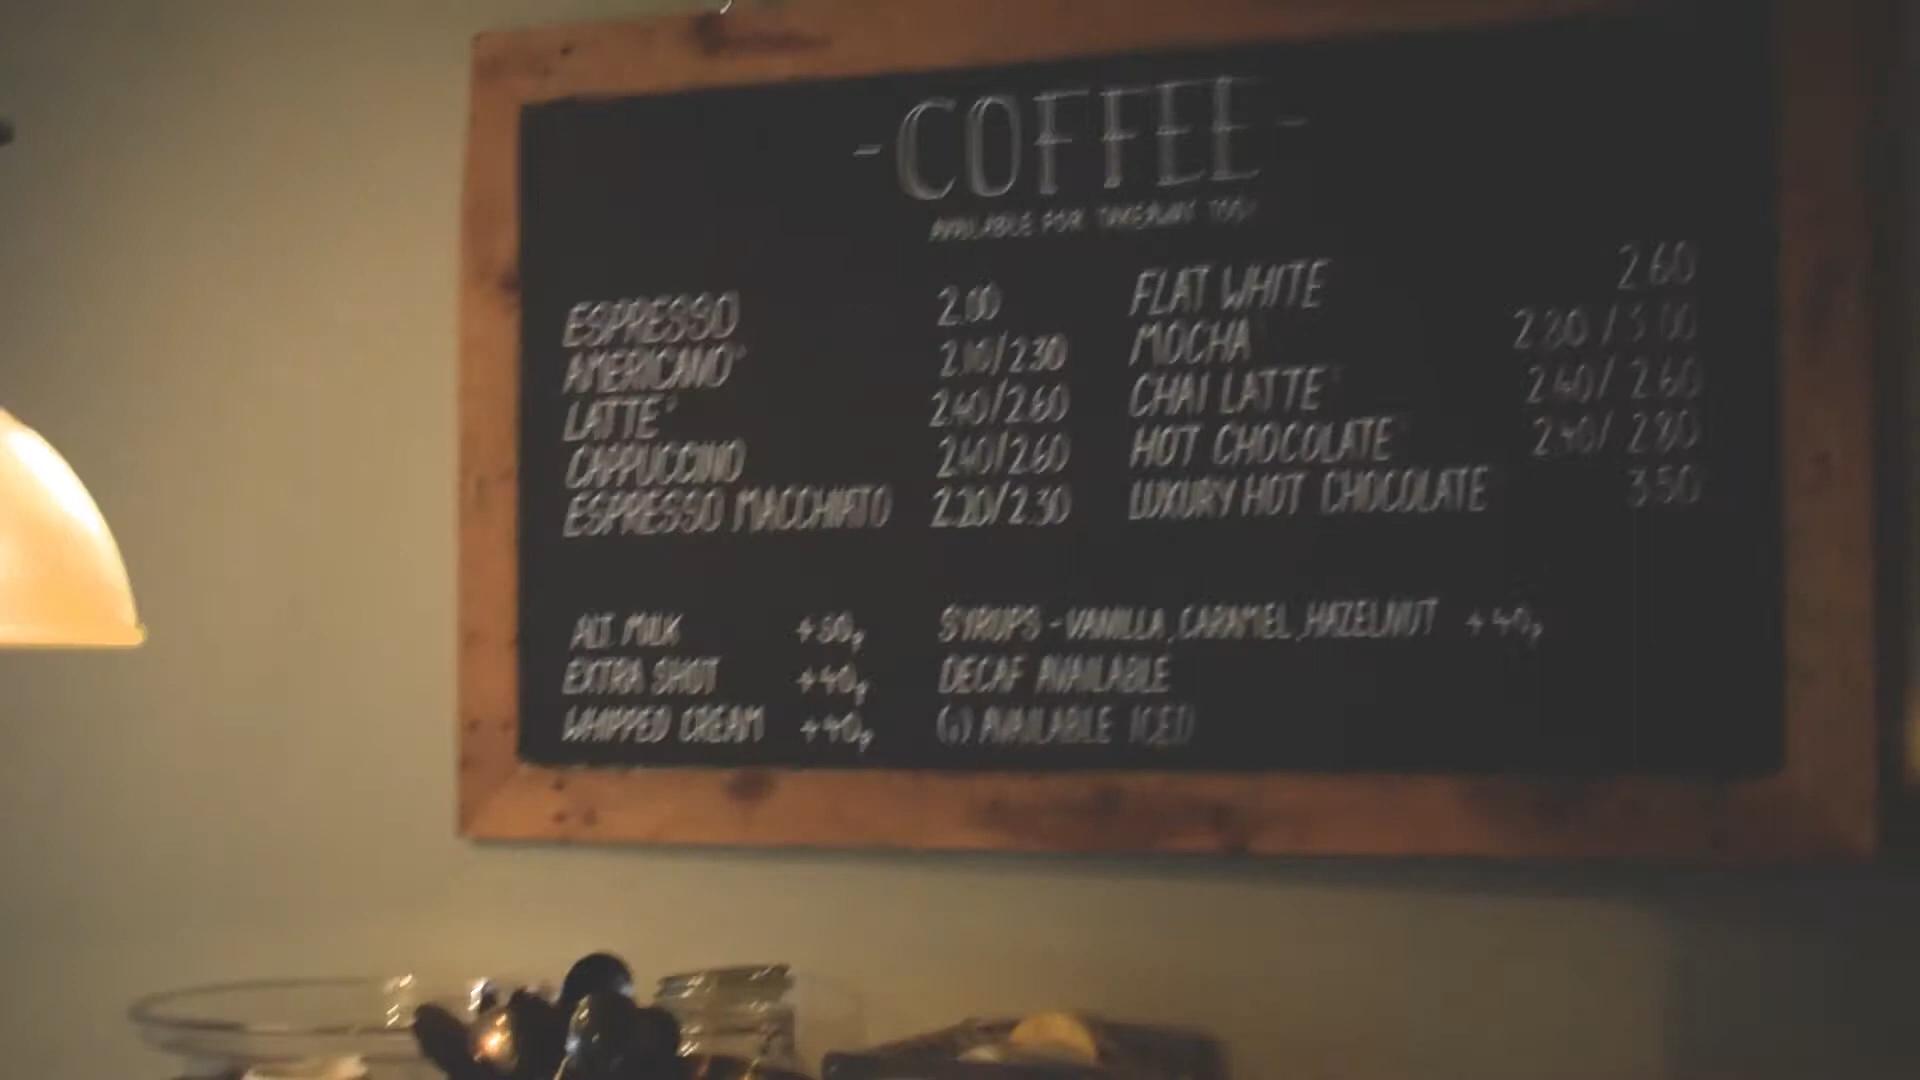 -COFFEE-
AVAILABLE FOR TAKEAWAY TOO!
ESPRESSO 2.00
AMERICANO 2.10/2.30
LATTE 2.40/2.60
CAPPUCCINO 2.40/2.60
ESPRESSO MACCHIATO 2.20/2.30
FLAT WHITE 2.60
MOCHA 2.80 / 3.00
CHAI LATTE 2.40 / 2.60
HOT CHOCOLATE 2.40 / 2.80
LUXURY HOT CHOCOLATE 3.50
ALT. MILK
EXTRA SHOT +40p
WHIPPED CREAM +40p
SYRUPS - VANILLA, CARAMEL, HAZELNUT +40p
DECAF AVAILABLE
AVAILABLE ICED